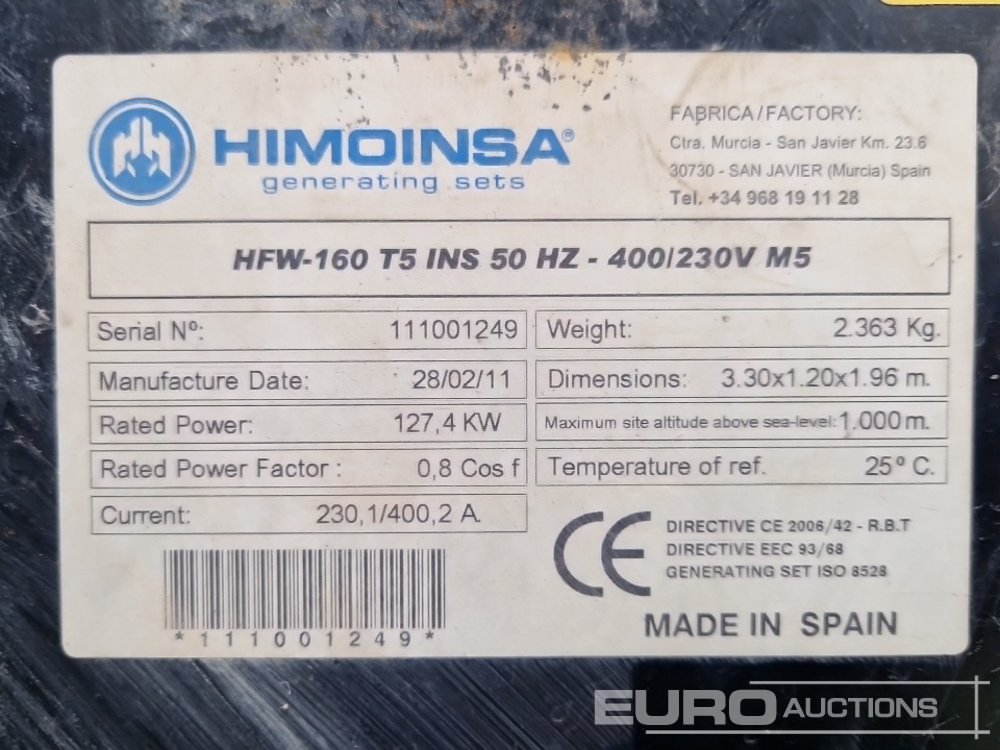 HIMOINSA®
generating sets
FABRICA/FACTORY:
Ctra. Murcia - San Javier Km. 23.6
30730 - SAN JAVIER (Murcia) Spain
Tel. +34 968 19 11 28
HFW-160 T5 INS 50 HZ - 400/230V M5
Serial Nº: 111001249
Weight: 2.363 Kg.
Manufacture Date: 28/02/11
Dimensions: 3.30x1.20x1.96 m.
Rated Power: 127,4 KW
Maximum site altitude above sea-level: 1.000 m.
Rated Power Factor : 0,8 Cos f
Temperature of ref. 25º C.
Current: 230,1/400,2 A
CE
DIRECTIVE CE 2006/42 - R.B.T
DIRECTIVE EEC 93/68
GENERATING SET ISO 8528
*111001249*
MADE IN SPAIN
EURO AUCTIONS